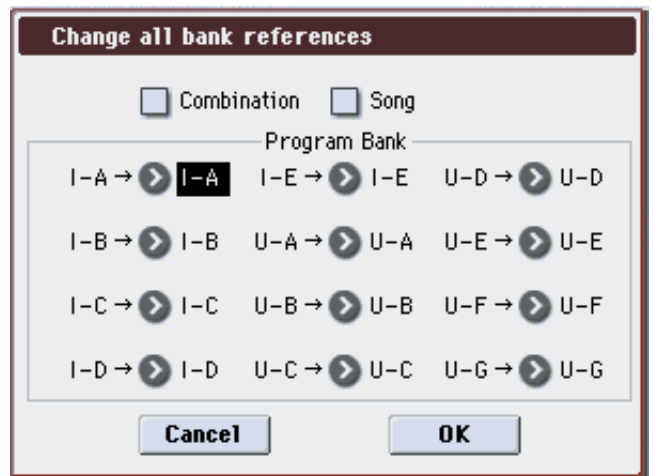 Change all bank references
Combination Song
Program Bank
I-A → I-A I-E → I-E U-D → U-D
I-B → I-B U-A → U-A U-E → U-E
I-C → I-C U-B → U-B U-F → U-F
I-D → I-D U-C → U-C U-G → U-G
Cancel OK